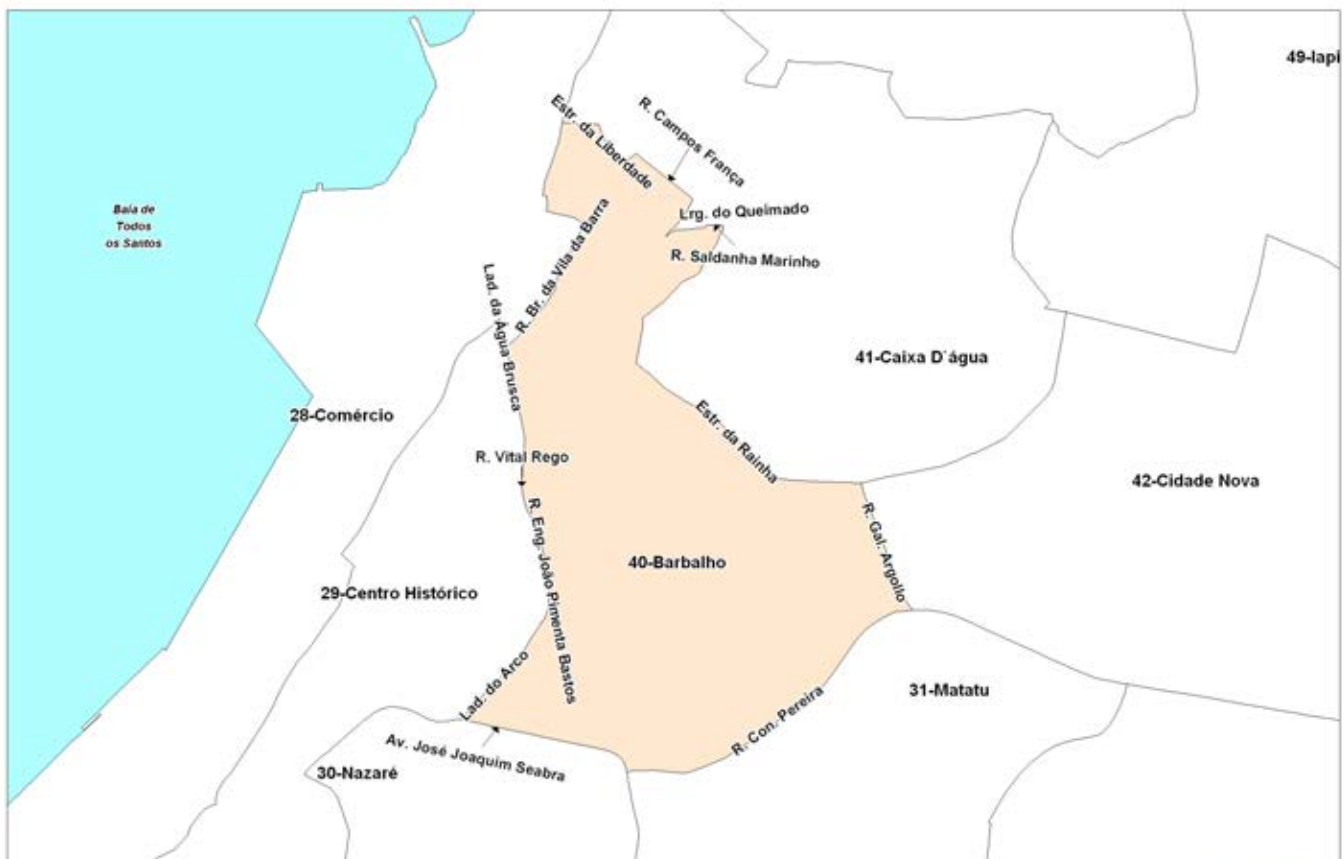 49-Iapi
Estr. da Liberdade
R. Campos França
Baía de
Todos
os Santos
Lrg. do Queimado
R. Saldanha Marinho
R. Br. da Vila da Barra
Lad. da Água Brusca
41-Caixa D´água
28-Comércio
Estr. da Rainha
R. Vital Rego
42-Cidade Nova
R. Eng. João Pimenta Bastos
R. Gal. Argollo
40-Barbalho
29-Centro Histórico
Lad. do Arco
31-Matatu
R. Con. Pereira
Av. José Joaquim Seabra
30-Nazaré